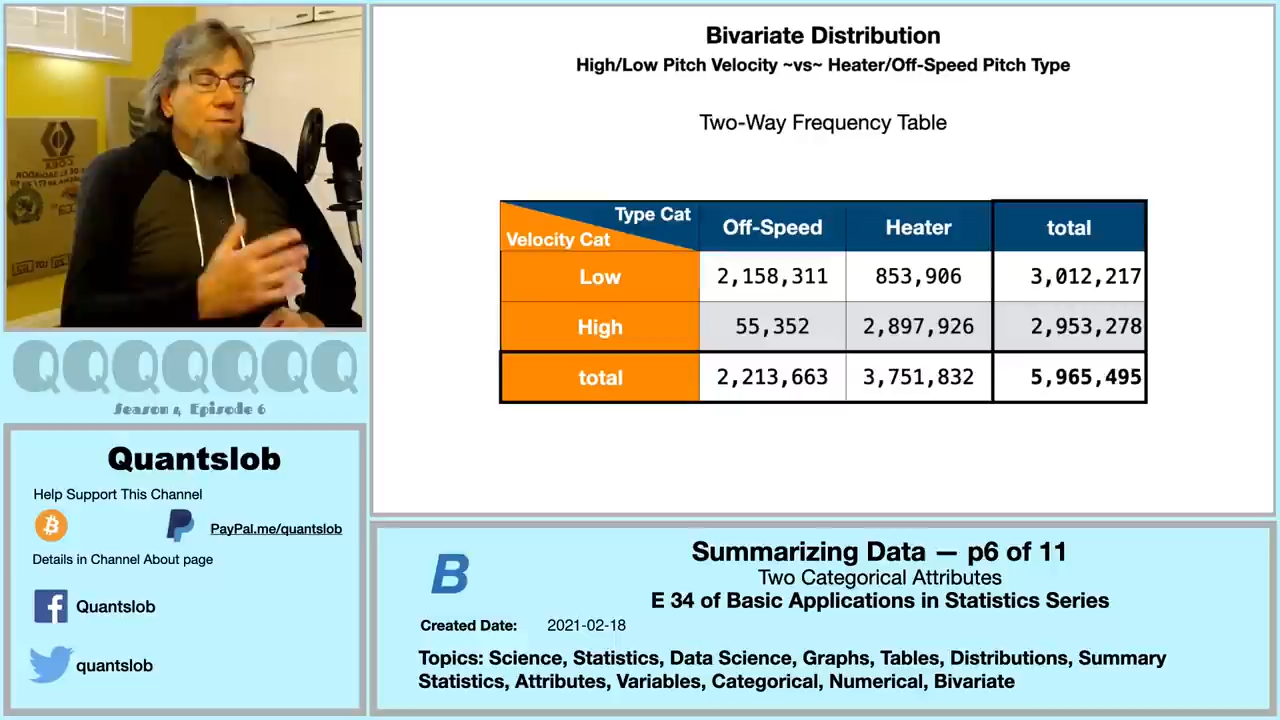 Bivariate Distribution
High/Low Pitch Velocity ~vs~ Heater/Off-Speed Pitch Type
Two-Way Frequency Table
Type Cat
Velocity Cat
Off-Speed Heater total
Low 2,158,311 853,906 3,012,217
High 55,352 2,897,926 2,953,278
total 2,213,663 3,751,832 5,965,495
QQQQQQQ
Season 4 Episode 6
Quantslob
Help Support This Channel
PayPal.me/quantslob
Details in Channel About page
Quantslob
quantslob
B
Summarizing Data — p6 of 11
Two Categorical Attributes
E 34 of Basic Applications in Statistics Series
Created Date: 2021-02-18
Topics: Science, Statistics, Data Science, Graphs, Tables, Distributions, Summary
Statistics, Attributes, Variables, Categorical, Numerical, Bivariate